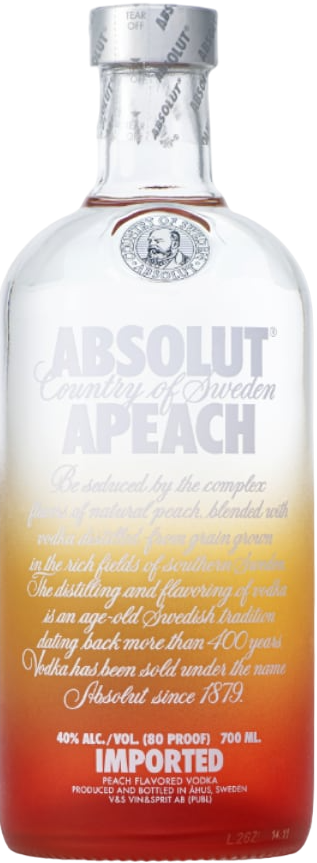 TEAR
OFF
ABSOLUT
ABSOLUT
ABSOLUT
COUNTRY OF SWEDEN
ABSOLUT
ABSOLUT®
Country of Sweden
APEACH
Be seduced by the complex
flavor of natural peach, blended with
vodka distilled from grain grown
in the rich fields of southern Sweden.
The distilling and flavoring of vodka
is an age-old Swedish tradition
dating back more than 400 years.
Vodka has been sold under the name
Absolut since 1879.
40% ALC./VOL. (80 PROOF) 700 ML.
IMPORTED
PEACH FLAVORED VODKA
PRODUCED AND BOTTLED IN ÅHUS, SWEDEN
V&S VIN&SPRIT AB (PUBL)